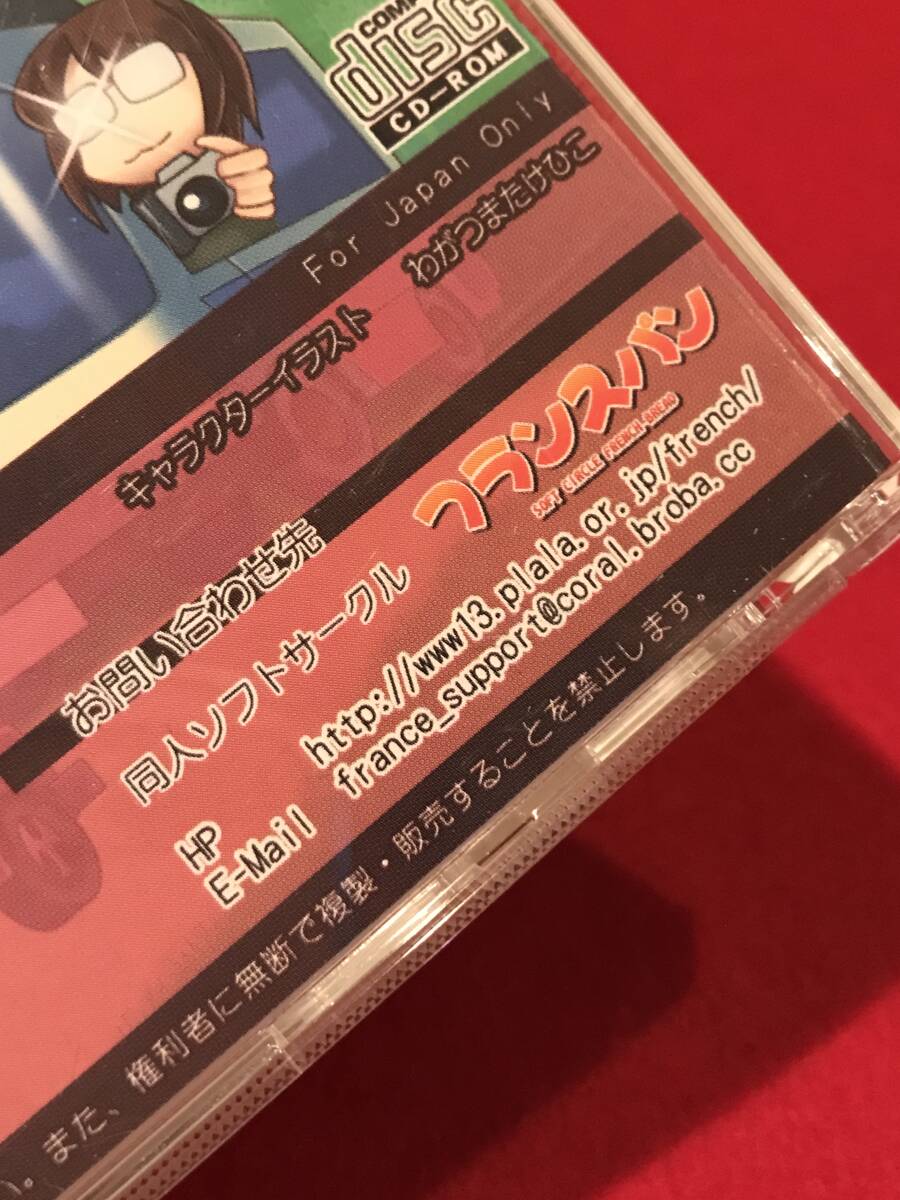 COMP
disc
CD-ROM
For Japan Only
キャラクターイラスト わがつまたけひこ
お問い合わせ先
同人ソフトサークル フランスパン
SOFT CIRCLE FRENCH-BREAD
HP http://www13.plala.or.jp/french/
E-Mail france_support@coral.broba.cc
い。また、権利者に無断で複製・販売することを禁止します。